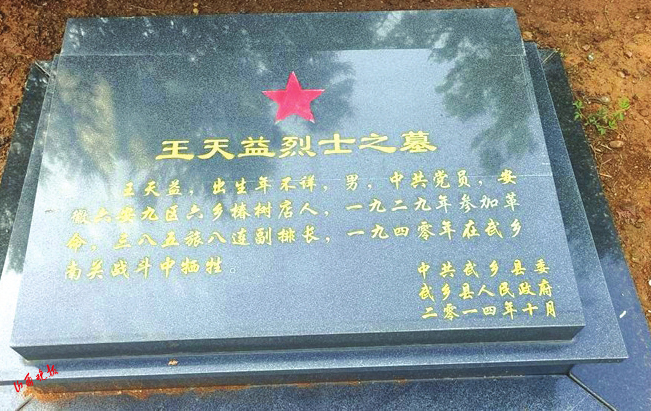 王天益烈士之墓
王天益，出生年不详，男，中共党员，安
徽六安九区六乡椿树店人，一九二九年参加革
命，三八五旅八连副排长，一九四零年在武乡
南关战斗中牺牲。
中共武乡县委
武乡县人民政府
二零一四年十月
山西晚报